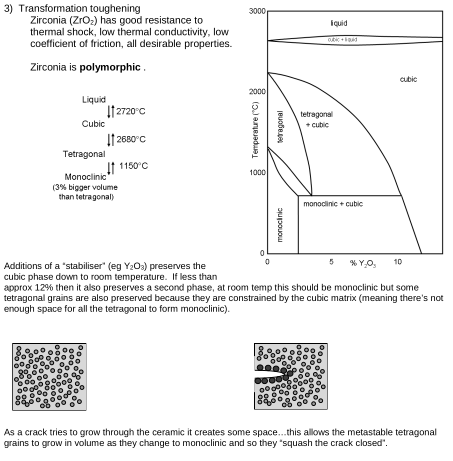 3) Transformation toughening
Zirconia (ZrO₂) has good resistance to
thermal shock, low thermal conductivity, low
coefficient of friction, all desirable properties.
Zirconia is polymorphic .
Liquid
2720°C
Cubic
2680°C
Tetragonal
1150°C
Monoclinic
(3% bigger volume
than tetragonal)
3000
2000
1000
0
Temperature (°C)
liquid
cubic + liquid
cubic
tetragonal
tetragonal
+ cubic
monoclinic
monoclinic + cubic
0
5
10
% Y₂O₃
Additions of a “stabiliser” (eg Y₂O₃) preserves the
cubic phase down to room temperature. If less than
approx 12% then it also preserves a second phase, at room temp this should be monoclinic but some
tetragonal grains are also preserved because they are constrained by the cubic matrix (meaning there's not
enough space for all the tetragonal to form monoclinic).
As a crack tries to grow through the ceramic it creates some space…this allows the metastable tetragonal
grains to grow in volume as they change to monoclinic and so they “squash the crack closed”.